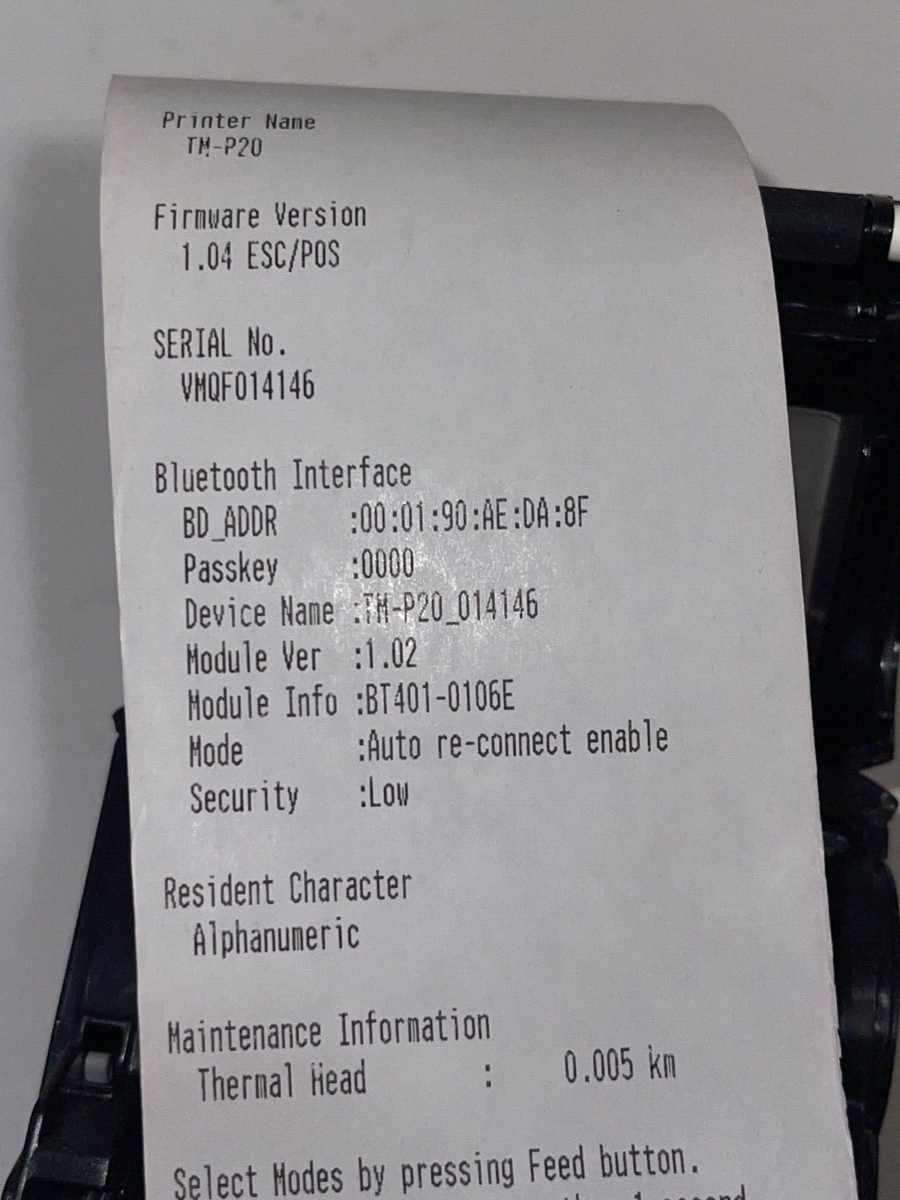 Printer Name
TM-P20
Firmware Version
1.04 ESC/POS
SERIAL No.
VMQF014146
Bluetooth Interface
BD_ADDR :00:01:90:AE:DA:8F
Passkey :0000
Device Name :TM-P20_014146
Module Ver :1.02
Module Info :BT401-0106E
Mode :Auto re-connect enable
Security :Low
Resident Character
Alphanumeric
Maintenance Information
Thermal Head : 0.005 km
Select Modes by pressing Feed button.